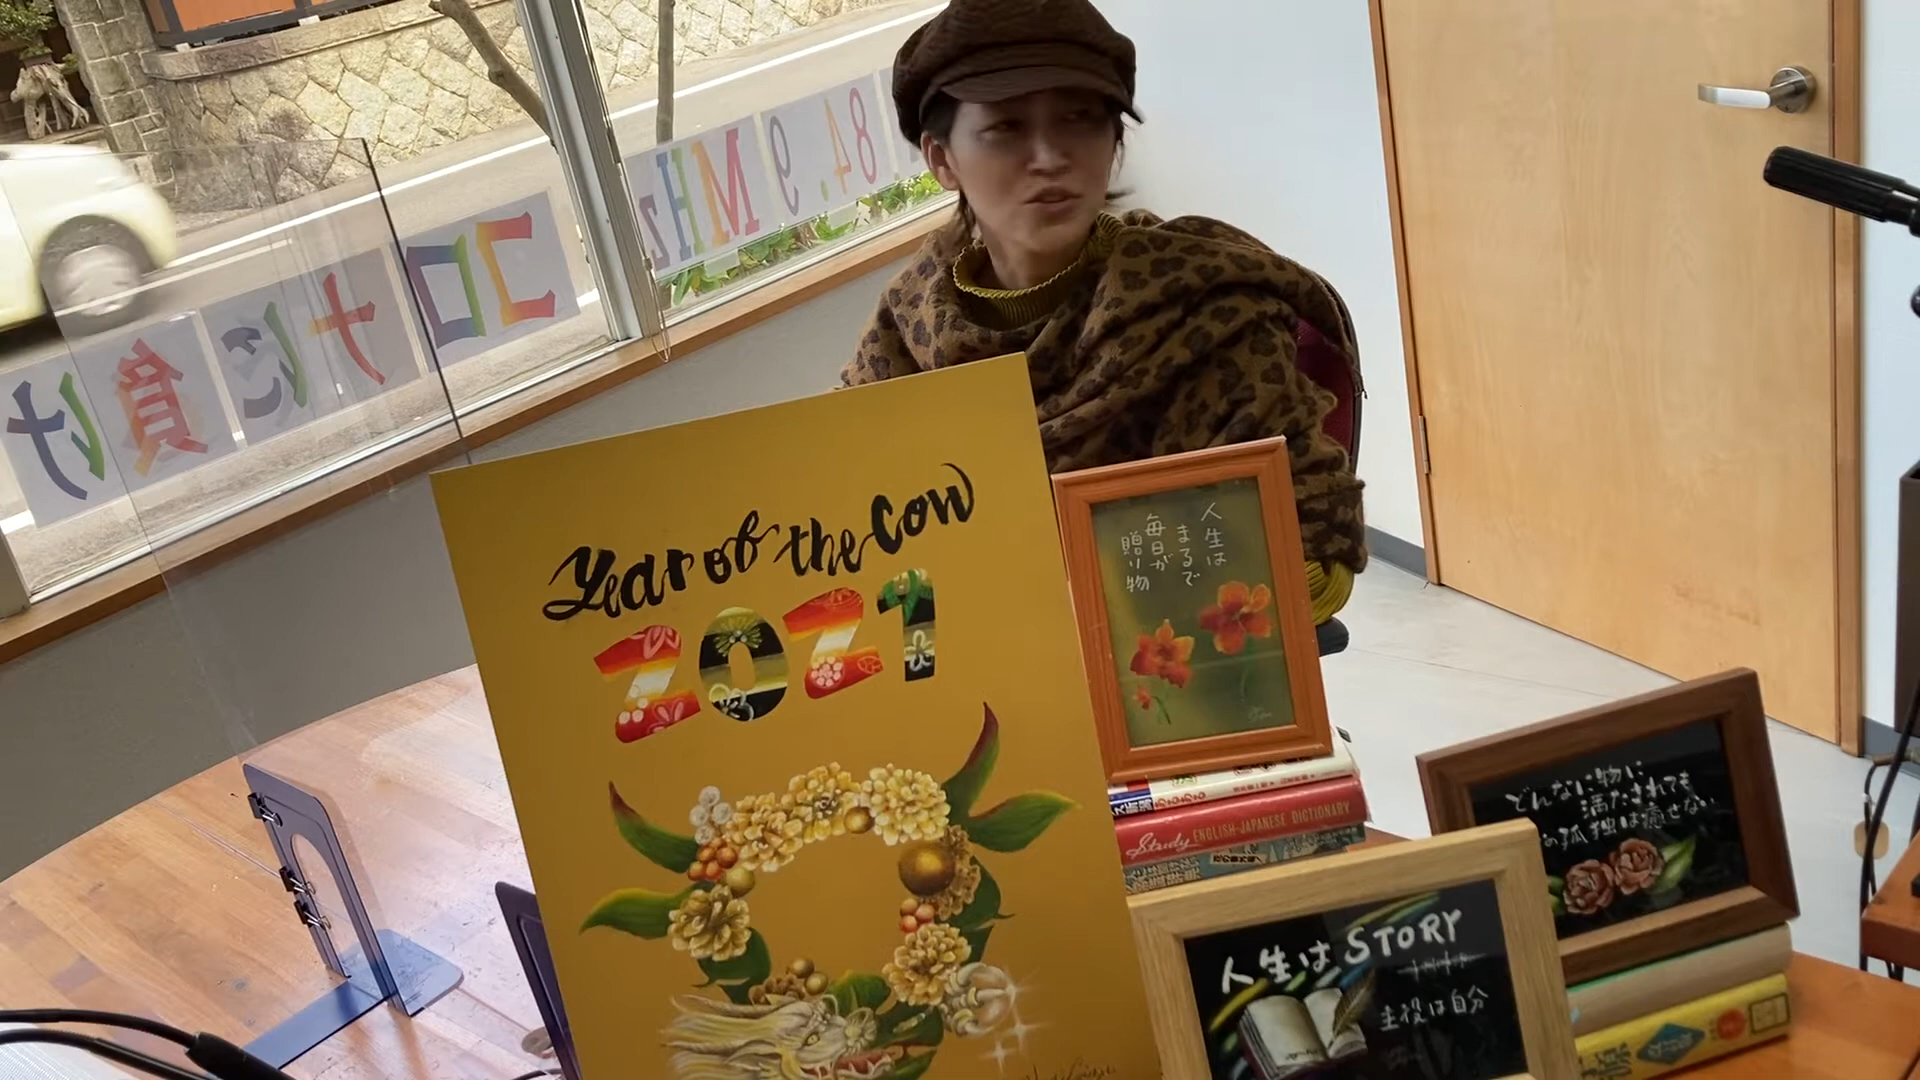 84.9MHz
コロナに負け
Year of the Cow
2021
人生は
まるで
毎日が
贈り物
Study ENGLISH-JAPANESE DICTIONARY
どんなに物に
満たされても
孤独は癒せない
人生はSTORY
主役は自分